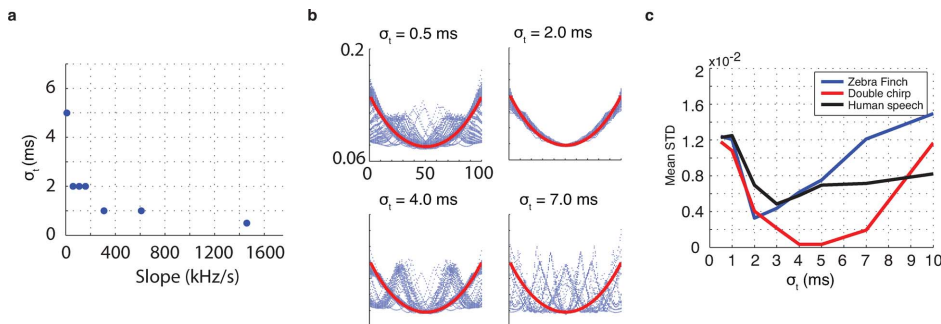 a
6
4
2
0
σt (ms)
0 400 800 1200 1600
Slope (kHz/s)
b
σt = 0.5 ms
σt = 2.0 ms
0.2
0.06
0 50 100
σt = 4.0 ms
σt = 7.0 ms
c
x10-2
2
1.6
1.2
0.8
0.4
0
Mean STD
Zebra Finch
Double chirp
Human speech
0 1 2 3 4 5 6 7 8 9 10
σt (ms)